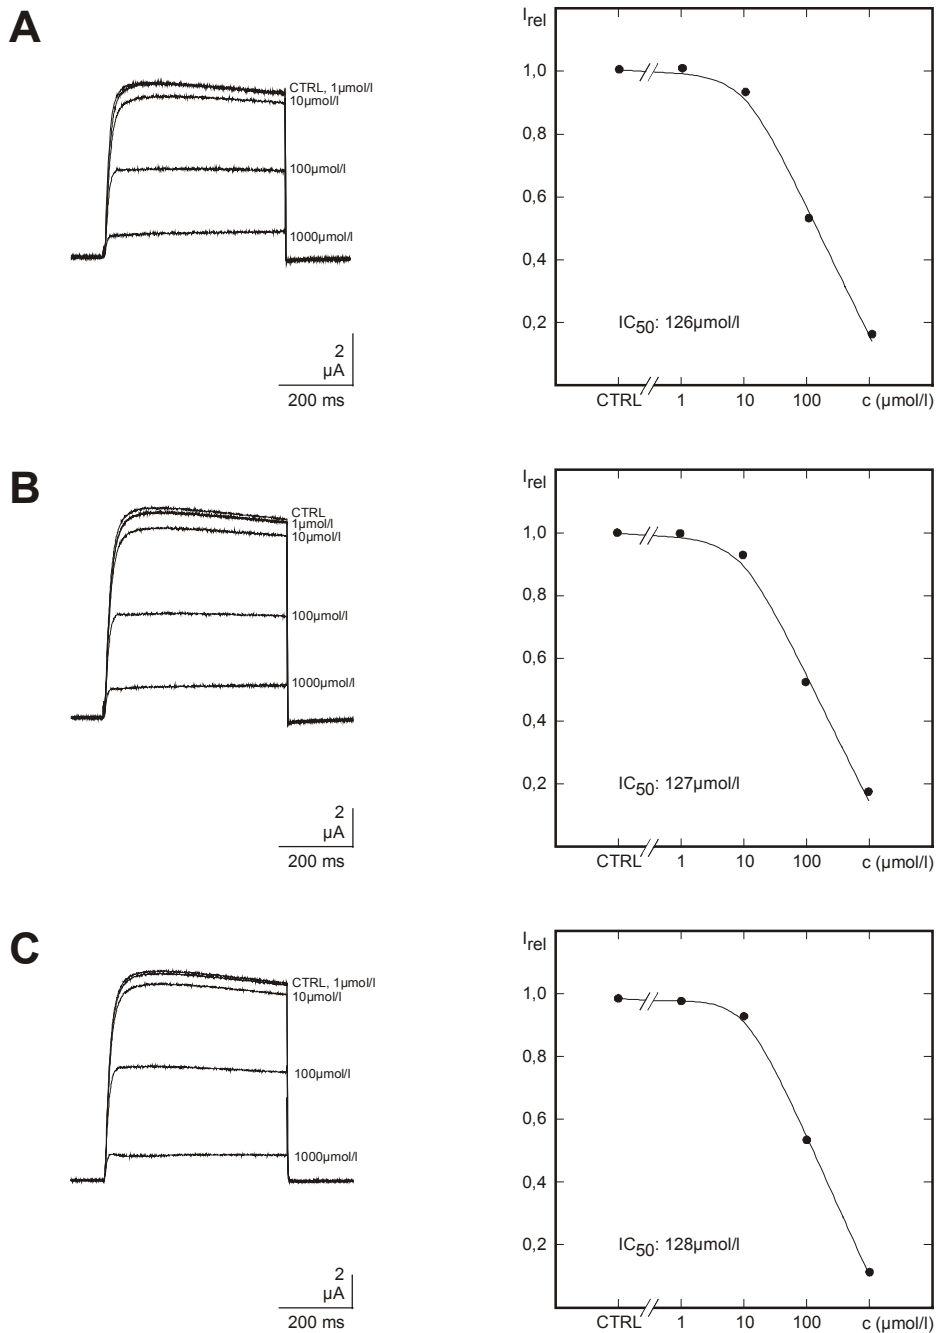 A
CTRL, 1µmol/l
10µmol/l
100µmol/l
1000µmol/l
2
µA
200 ms
Irel
1,0
0,8
0,6
0,4
0,2
IC50: 126µmol/l
CTRL 1 10 100 c (µmol/l)
B
CTRL
1µmol/l
10µmol/l
100µmol/l
1000µmol/l
2
µA
200 ms
Irel
1,0
0,8
0,6
0,4
0,2
IC50: 127µmol/l
CTRL 1 10 100 c (µmol/l)
C
CTRL, 1µmol/l
10µmol/l
100µmol/l
1000µmol/l
2
µA
200 ms
Irel
1,0
0,8
0,6
0,4
0,2
IC50: 128µmol/l
CTRL 1 10 100 c (µmol/l)